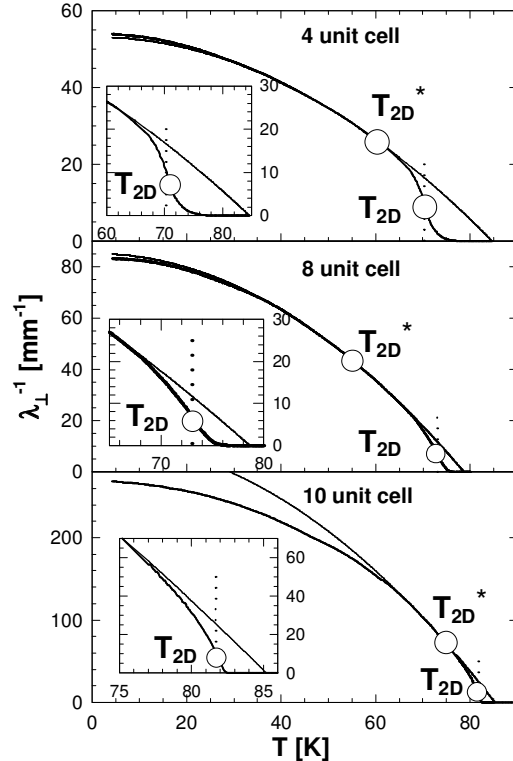 60
4 unit cell
T2D*
40
30
20
10
0
T2D
60 70 80
20
T2D
0
80
8 unit cell
T2D*
60
30
20
10
0
T2D
70 80
40
20
T2D
0
λ⊥-1 [mm-1]
10 unit cell
200
60
40
20
0
T2D
75 80 85
T2D*
100
T2D
0
0 20 40 60 80
T [K]